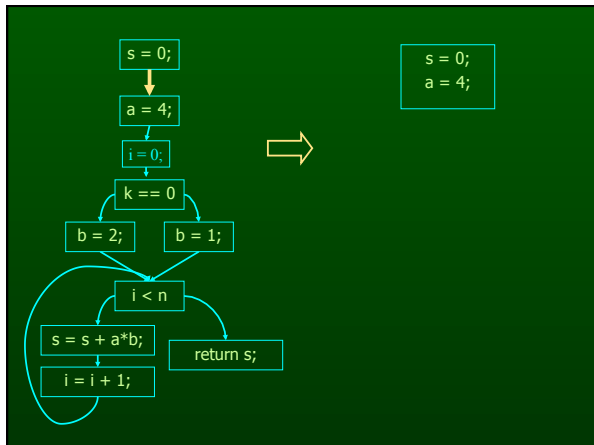 s = 0;
a = 4;
i = 0;
k == 0
b = 2;
b = 1;
i < n
s = s + a*b;
return s;
i = i + 1;
s = 0;
a = 4;